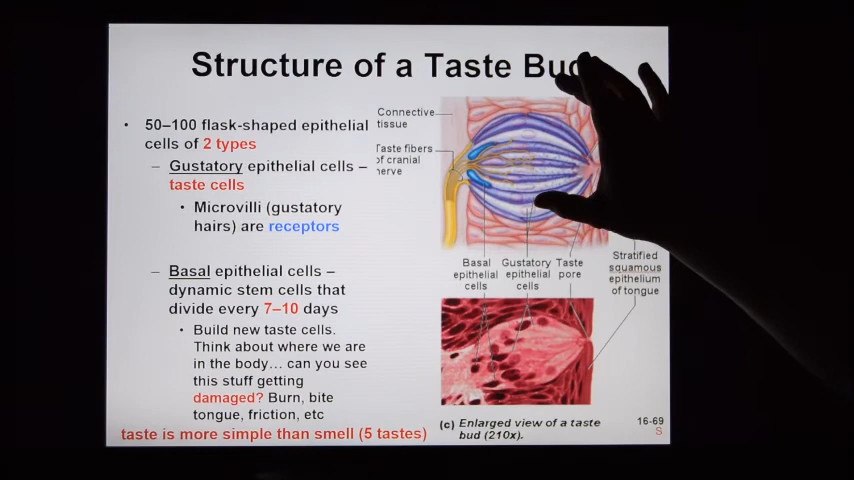 Structure of a Taste Bud
• 50–100 flask-shaped epithelial
cells of 2 types
– Gustatory epithelial cells –
taste cells
• Microvilli (gustatory
hairs) are receptors
– Basal epithelial cells –
dynamic stem cells that
divide every 7–10 days
• Build new taste cells.
Think about where we are
in the body… can you see
this stuff getting
damaged? Burn, bite
tongue, friction, etc
taste is more simple than smell (5 tastes)
Connective
tissue
Taste fibers
of cranial
nerve
Basal
epithelial
cells
Gustatory
epithelial
cells
Taste
pore
Stratified
squamous
epithelium
of tongue
(c) Enlarged view of a taste
bud (210x).
16-69
S